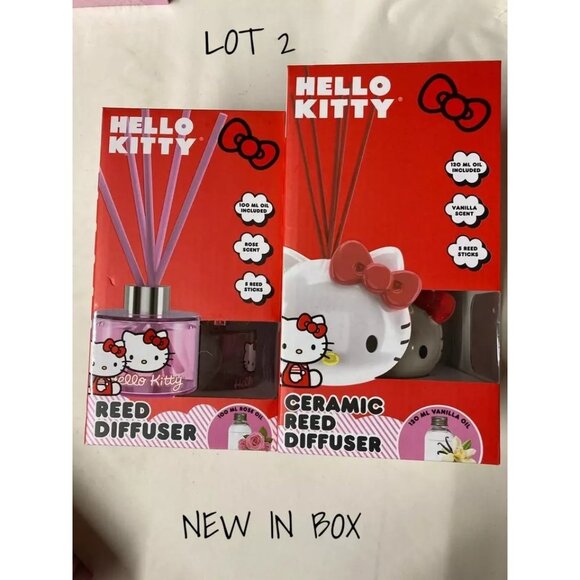 LOT 2
HELLO
KITTY
100 ML OIL
INCLUDED
ROSE
SCENT
5 REED
STICKS
Hello Kitty
REED
DIFFUSER
100 ML ROSE OIL
HELLO
KITTY®
120 ML OIL
INCLUDED
VANILLA
SCENT
5 REED
STICKS
CERAMIC
REED
DIFFUSER
120 ML VANILLA OIL
NEW IN BOX